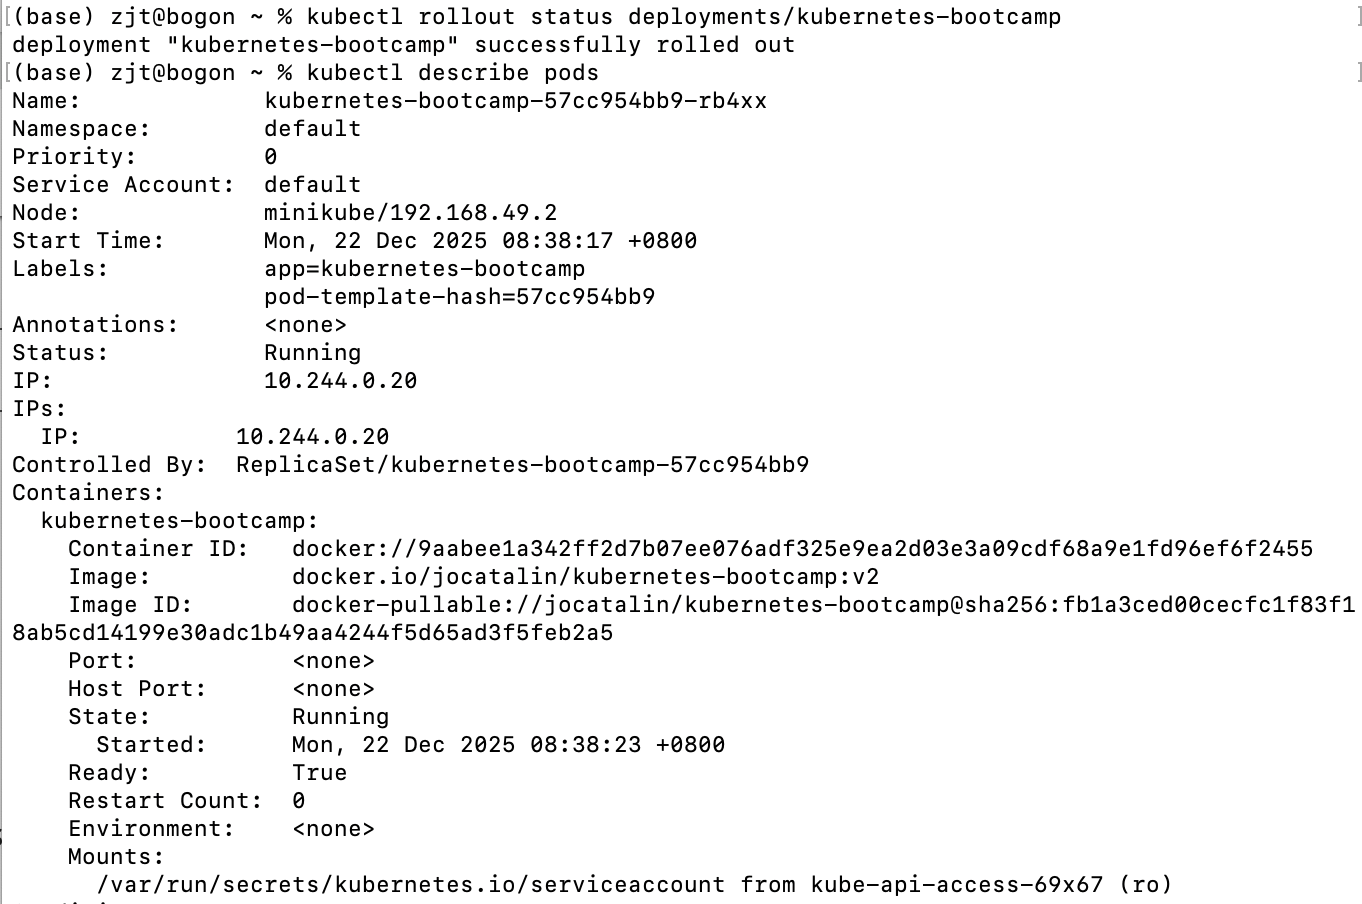 [(base) zjt@bogon ~ % kubectl rollout status deployments/kubernetes-bootcamp ]
deployment "kubernetes-bootcamp" successfully rolled out
[(base) zjt@bogon ~ % kubectl describe pods ]
Name:             kubernetes-bootcamp-57cc954bb9-rb4xx
Namespace:        default
Priority:         0
Service Account:  default
Node:             minikube/192.168.49.2
Start Time:       Mon, 22 Dec 2025 08:38:17 +0800
Labels:           app=kubernetes-bootcamp
                  pod-template-hash=57cc954bb9
Annotations:      <none>
Status:           Running
IP:               10.244.0.20
IPs:
  IP:           10.244.0.20
Controlled By:  ReplicaSet/kubernetes-bootcamp-57cc954bb9
Containers:
  kubernetes-bootcamp:
    Container ID:   docker://9aabee1a342ff2d7b07ee076adf325e9ea2d03e3a09cdf68a9e1fd96ef6f2455
    Image:          docker.io/jocatalin/kubernetes-bootcamp:v2
    Image ID:       docker-pullable://jocatalin/kubernetes-bootcamp@sha256:fb1a3ced00cecfc1f83f1
8ab5cd14199e30adc1b49aa4244f5d65ad3f5feb2a5
    Port:           <none>
    Host Port:      <none>
    State:          Running
      Started:      Mon, 22 Dec 2025 08:38:23 +0800
    Ready:          True
    Restart Count:  0
    Environment:    <none>
    Mounts:
      /var/run/secrets/kubernetes.io/serviceaccount from kube-api-access-69x67 (ro)